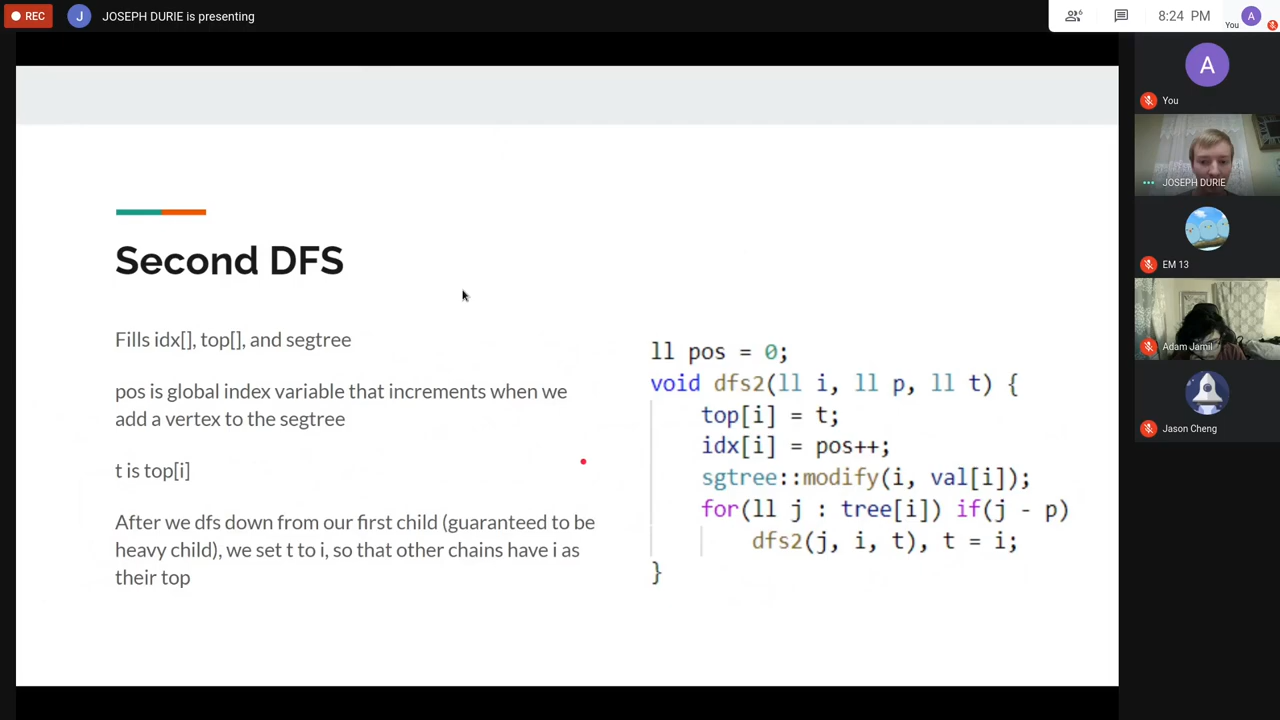 REC
J
JOSEPH DURIE is presenting
6
8:24 PM
You
A
A
You
JOSEPH DURIE
EM 13
Adam Jamil
Jason Cheng
Second DFS
Fills idx[], top[], and segtree
pos is global index variable that increments when we
add a vertex to the segtree
t is top[i]
After we dfs down from our first child (guaranteed to be
heavy child), we set t to i, so that other chains have i as
their top
ll pos = 0;
void dfs2(ll i, ll p, ll t) {
top[i] = t;
idx[i] = pos++;
sgtree::modify(i, val[i]);
for(ll j : tree[i]) if(j - p)
dfs2(j, i, t), t = i;
}